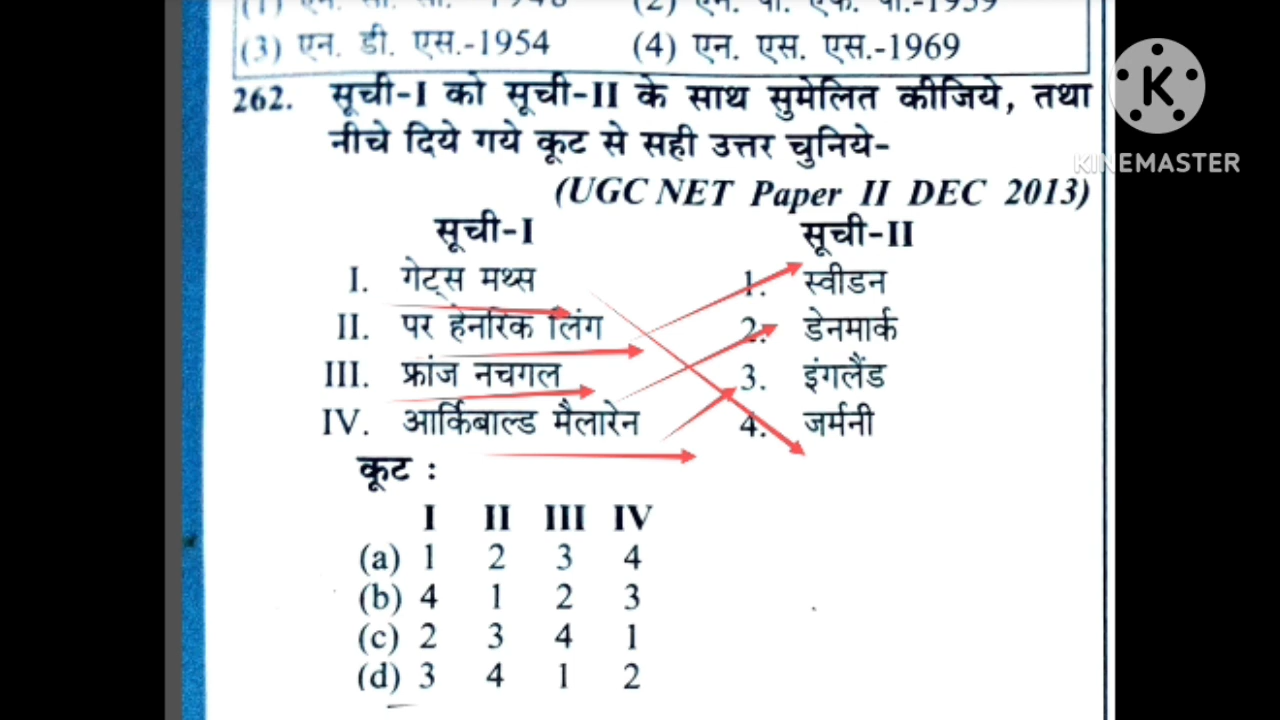 (3) एन. डी. एस.-1954 (4) एन. एस. एस.-1969
262. सूची-I को सूची-II के साथ सुमेलित कीजिये, तथा
नीचे दिये गये कूट से सही उत्तर चुनिये-
(UGC NET Paper II DEC 2013)
सूची-I सूची-II
I. गेट्स मथ्स 1. स्वीडन
II. पर हेनरिक लिंग 2. डेनमार्क
III. फ्रांज नचगल 3. इंगलैंड
IV. आर्किबाल्ड मैलारेन 4. जर्मनी
कूट :
I II III IV
(a) 1 2 3 4
(b) 4 1 2 3
(c) 2 3 4 1
(d) 3 4 1 2
K
KINEMASTER